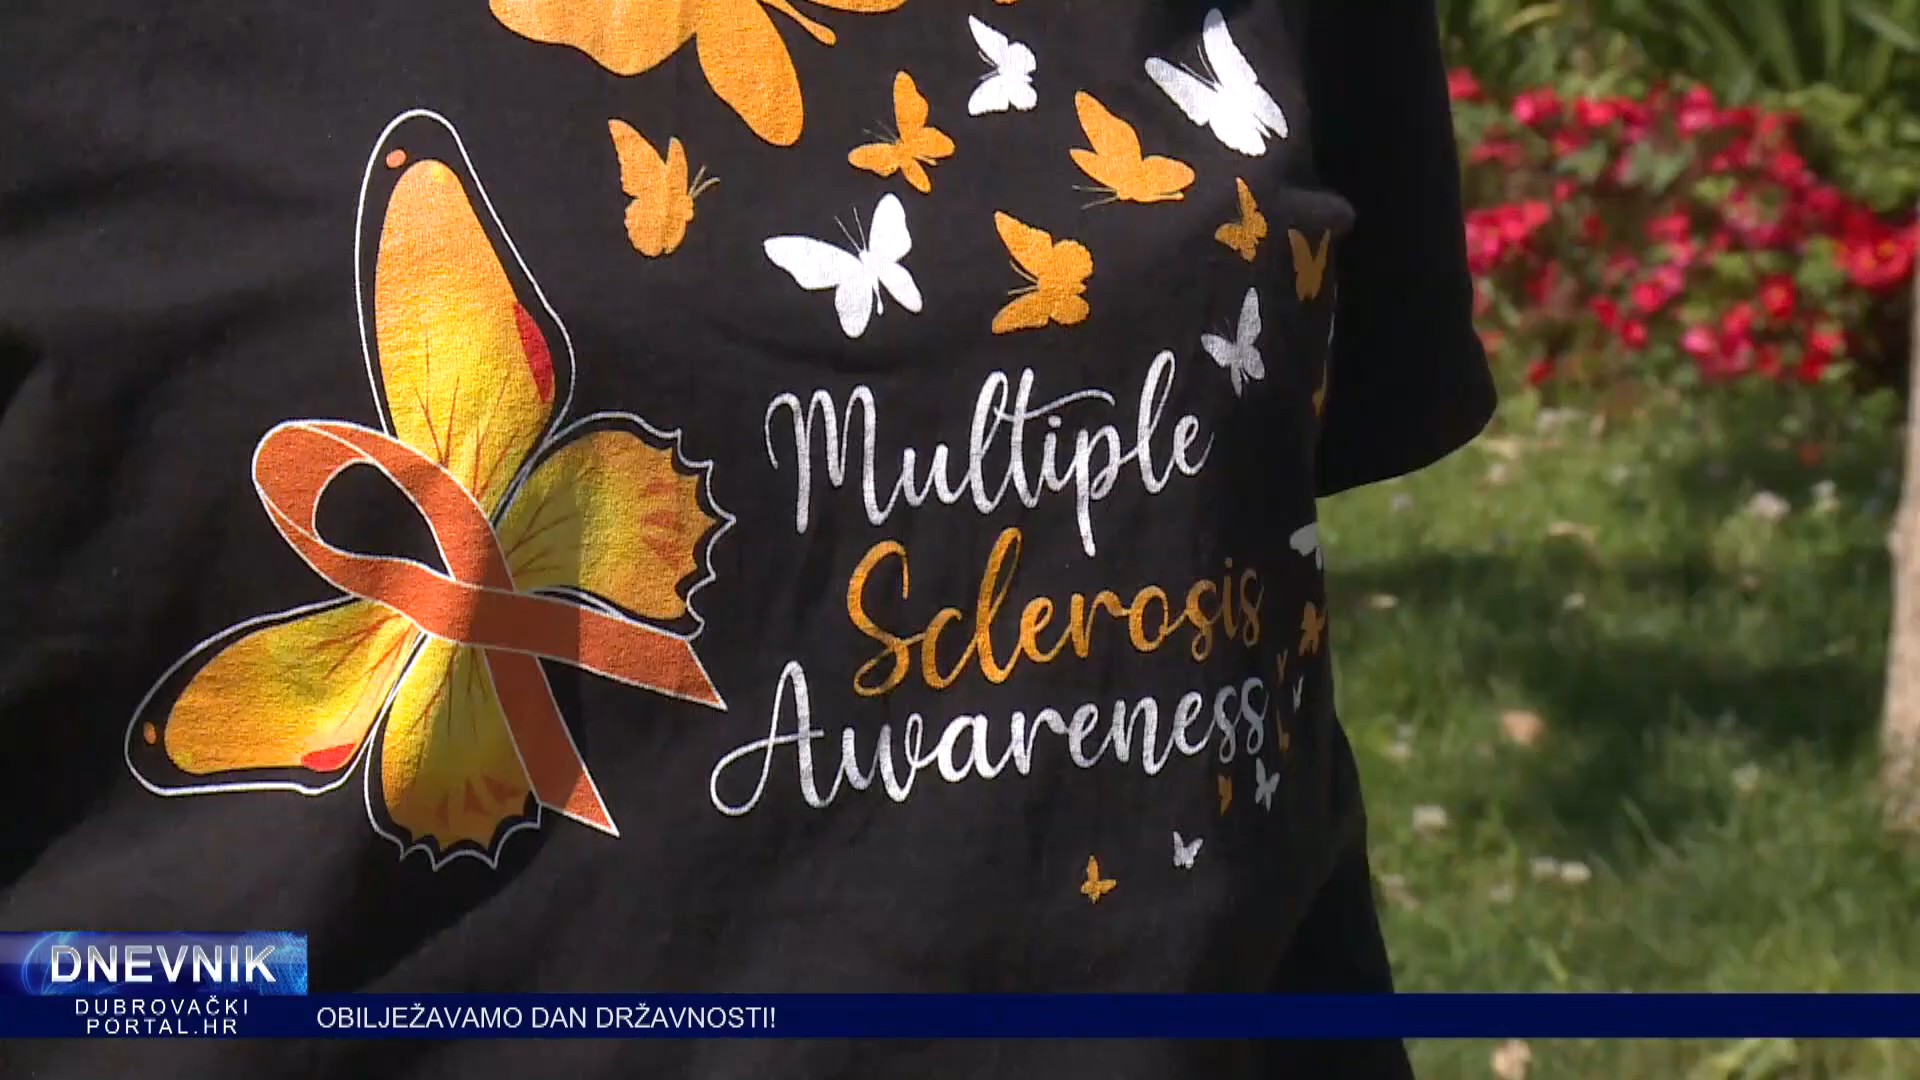 Multiple
Sclerosis
Awareness
DNEVNIK
DUBROVAČKI
PORTAL.HR
OBILJEŽAVAMO DAN DRŽAVNOSTI!